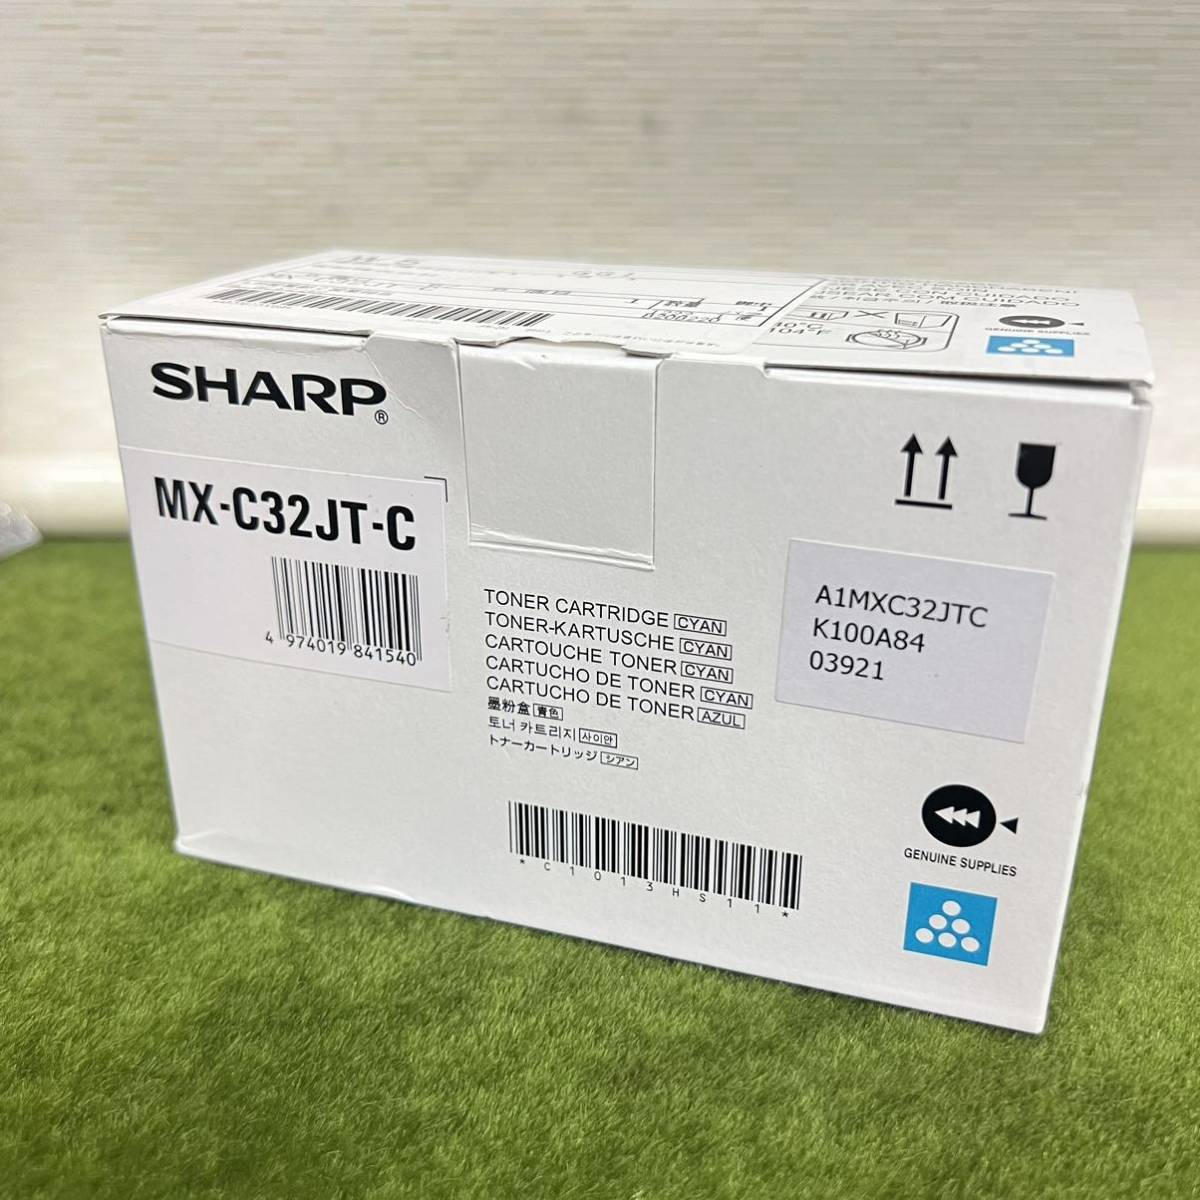 GENUINE SUPPLIES
40°C
104°F
SHARP®
MX-C32JT-C
4 974019 841540
TONER CARTRIDGE CYAN
TONER-KARTUSCHE CYAN
CARTOUCHE TONER CYAN
CARTUCHO DE TONER CYAN
CARTUCHO DE TONER AZUL
墨粉盒 青色
토너 카트리지 사이안
トナーカートリッジ シアン
*C1013HS11*
A1MXC32JTC
K100A84
03921
GENUINE SUPPLIES